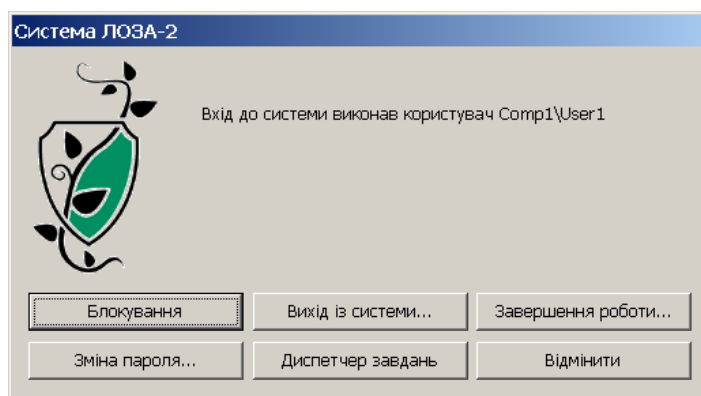 Система ЛОЗА-2
Вхід до системи виконав користувач Comp1\User1
Блокування
Вихід із системи...
Завершення роботи...
Зміна пароля...
Диспетчер завдань
Відмінити